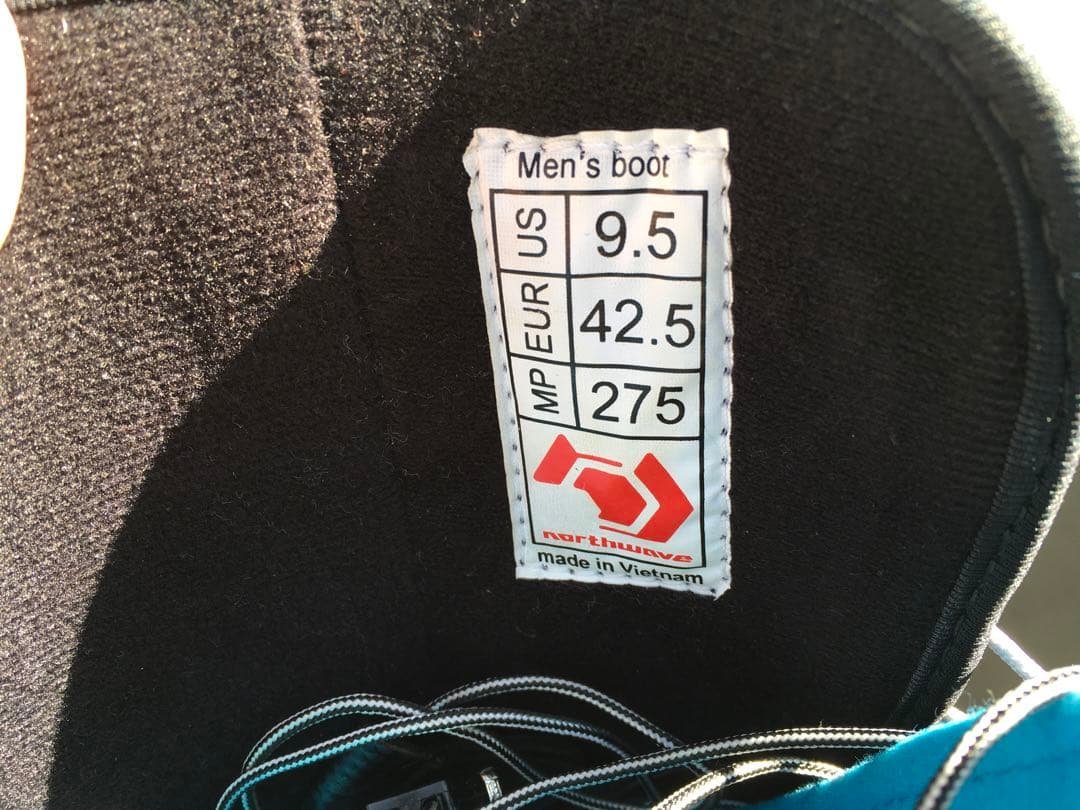 Men's boot
US 9.5
EUR 42.5
MP 275
northwave
made in Vietnam